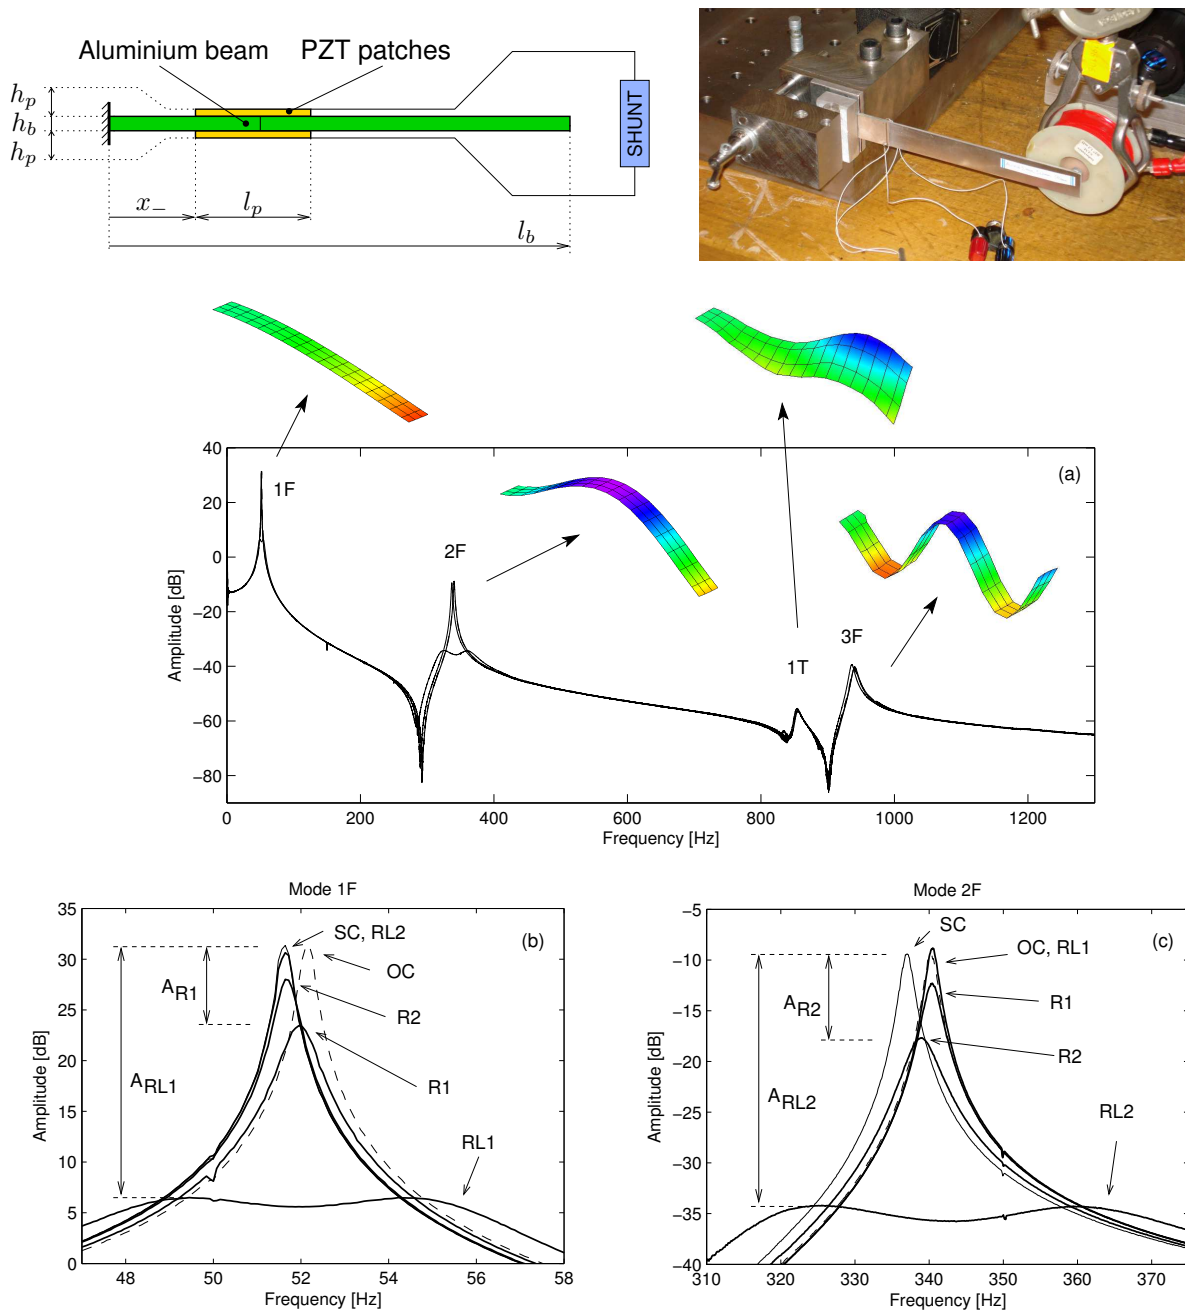 Aluminium beam
PZT patches
h_p
h_b
h_p
x_−
l_p
l_b
SHUNT
(a)
1F
2F
1T
3F
Amplitude [dB]
40
20
0
−20
−40
−60
−80
0
200
400
600
800
1000
1200
Frequency [Hz]
Mode 1F
(b)
SC, RL2
OC
R2
R1
RL1
A_R1
A_RL1
Amplitude [dB]
35
30
25
20
15
10
5
0
48
50
52
54
56
58
Frequency [Hz]
Mode 2F
(c)
SC
OC, RL1
R1
R2
RL2
A_R2
A_RL2
Amplitude [dB]
−5
−10
−15
−20
−25
−30
−35
−40
310
320
330
340
350
360
370
Frequency [Hz]